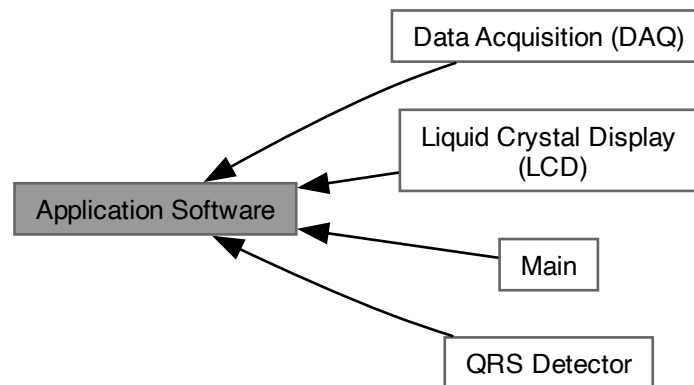 Data Acquisition (DAQ)
Liquid Crystal Display
(LCD)
Application Software
Main
QRS Detector